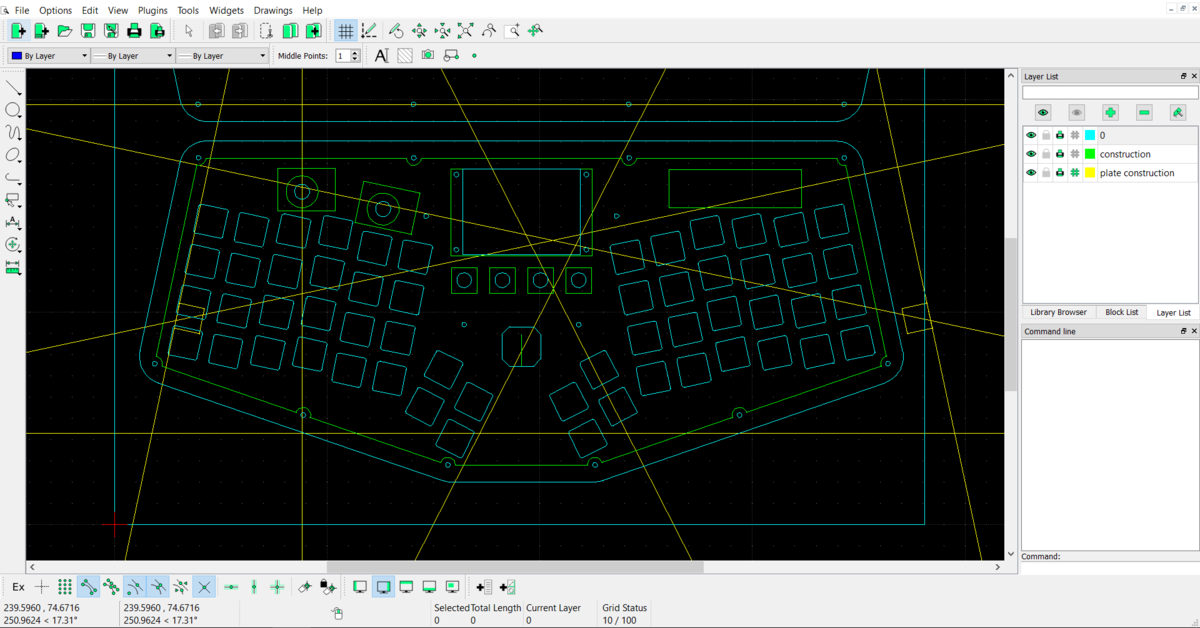 File Options Edit View Plugins Tools Widgets Drawings Help
By Layer By Layer By Layer Middle Points: 1 A
Layer List
0
construction
plate construction
Library Browser Block List Layer List
Command line
Command:
Ex
239.5960 , 74.6716 239.5960 , 74.6716 Selected Total Length Current Layer Grid Status
250.9624 < 17.31° 250.9624 < 17.31° 0 0 0 10 / 100